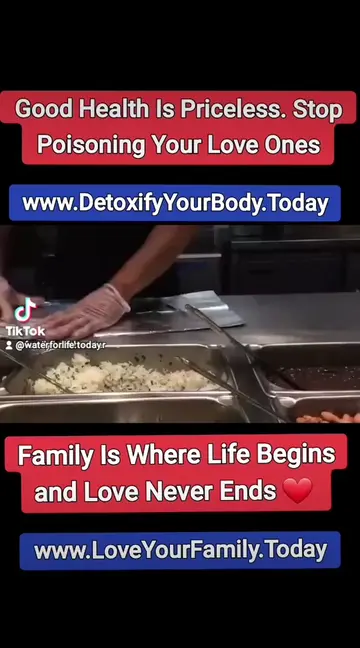 Good Health Is Priceless. Stop
Poisoning Your Love Ones
www.DetoxifyYourBody.Today
TikTok
@waterforlife.todayr
Family Is Where Life Begins
and Love Never Ends ❤️
www.LoveYourFamily.Today